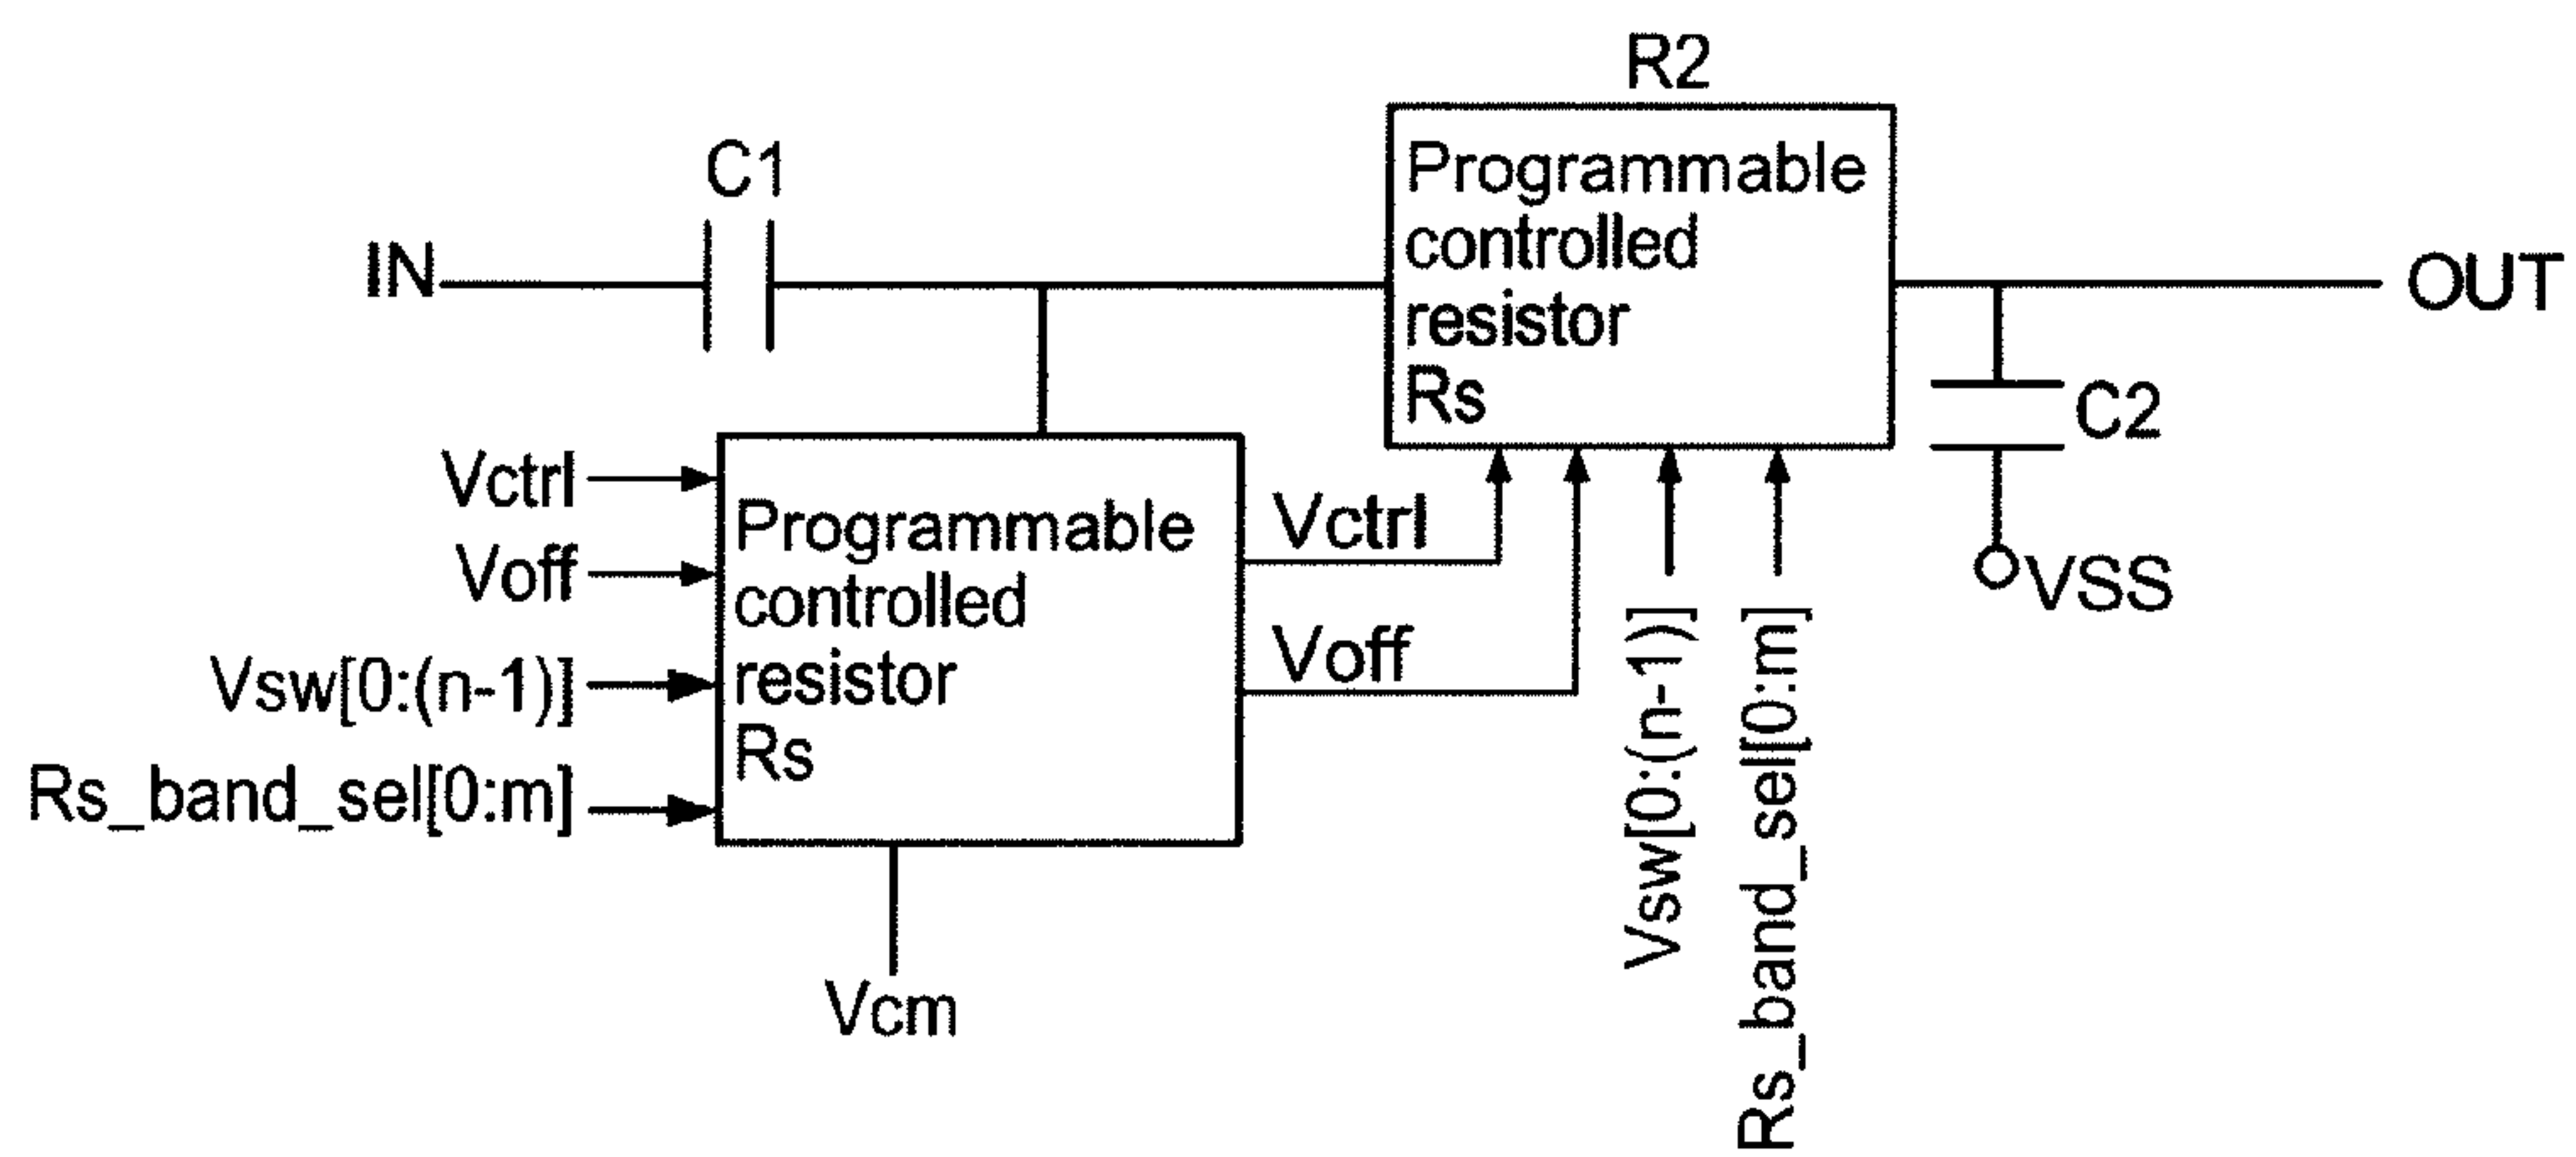 R2
Programmable
controlled
resistor
Rs
C1
IN
OUT
C2
VSS
Vctrl
Voff
Vsw[0:(n-1)]
Rs_band_sel[0:m]
Programmable
controlled
resistor
Rs
Vctrl
Voff
Vsw[0:(n-1)]
Rs_band_sel[0:m]
Vcm